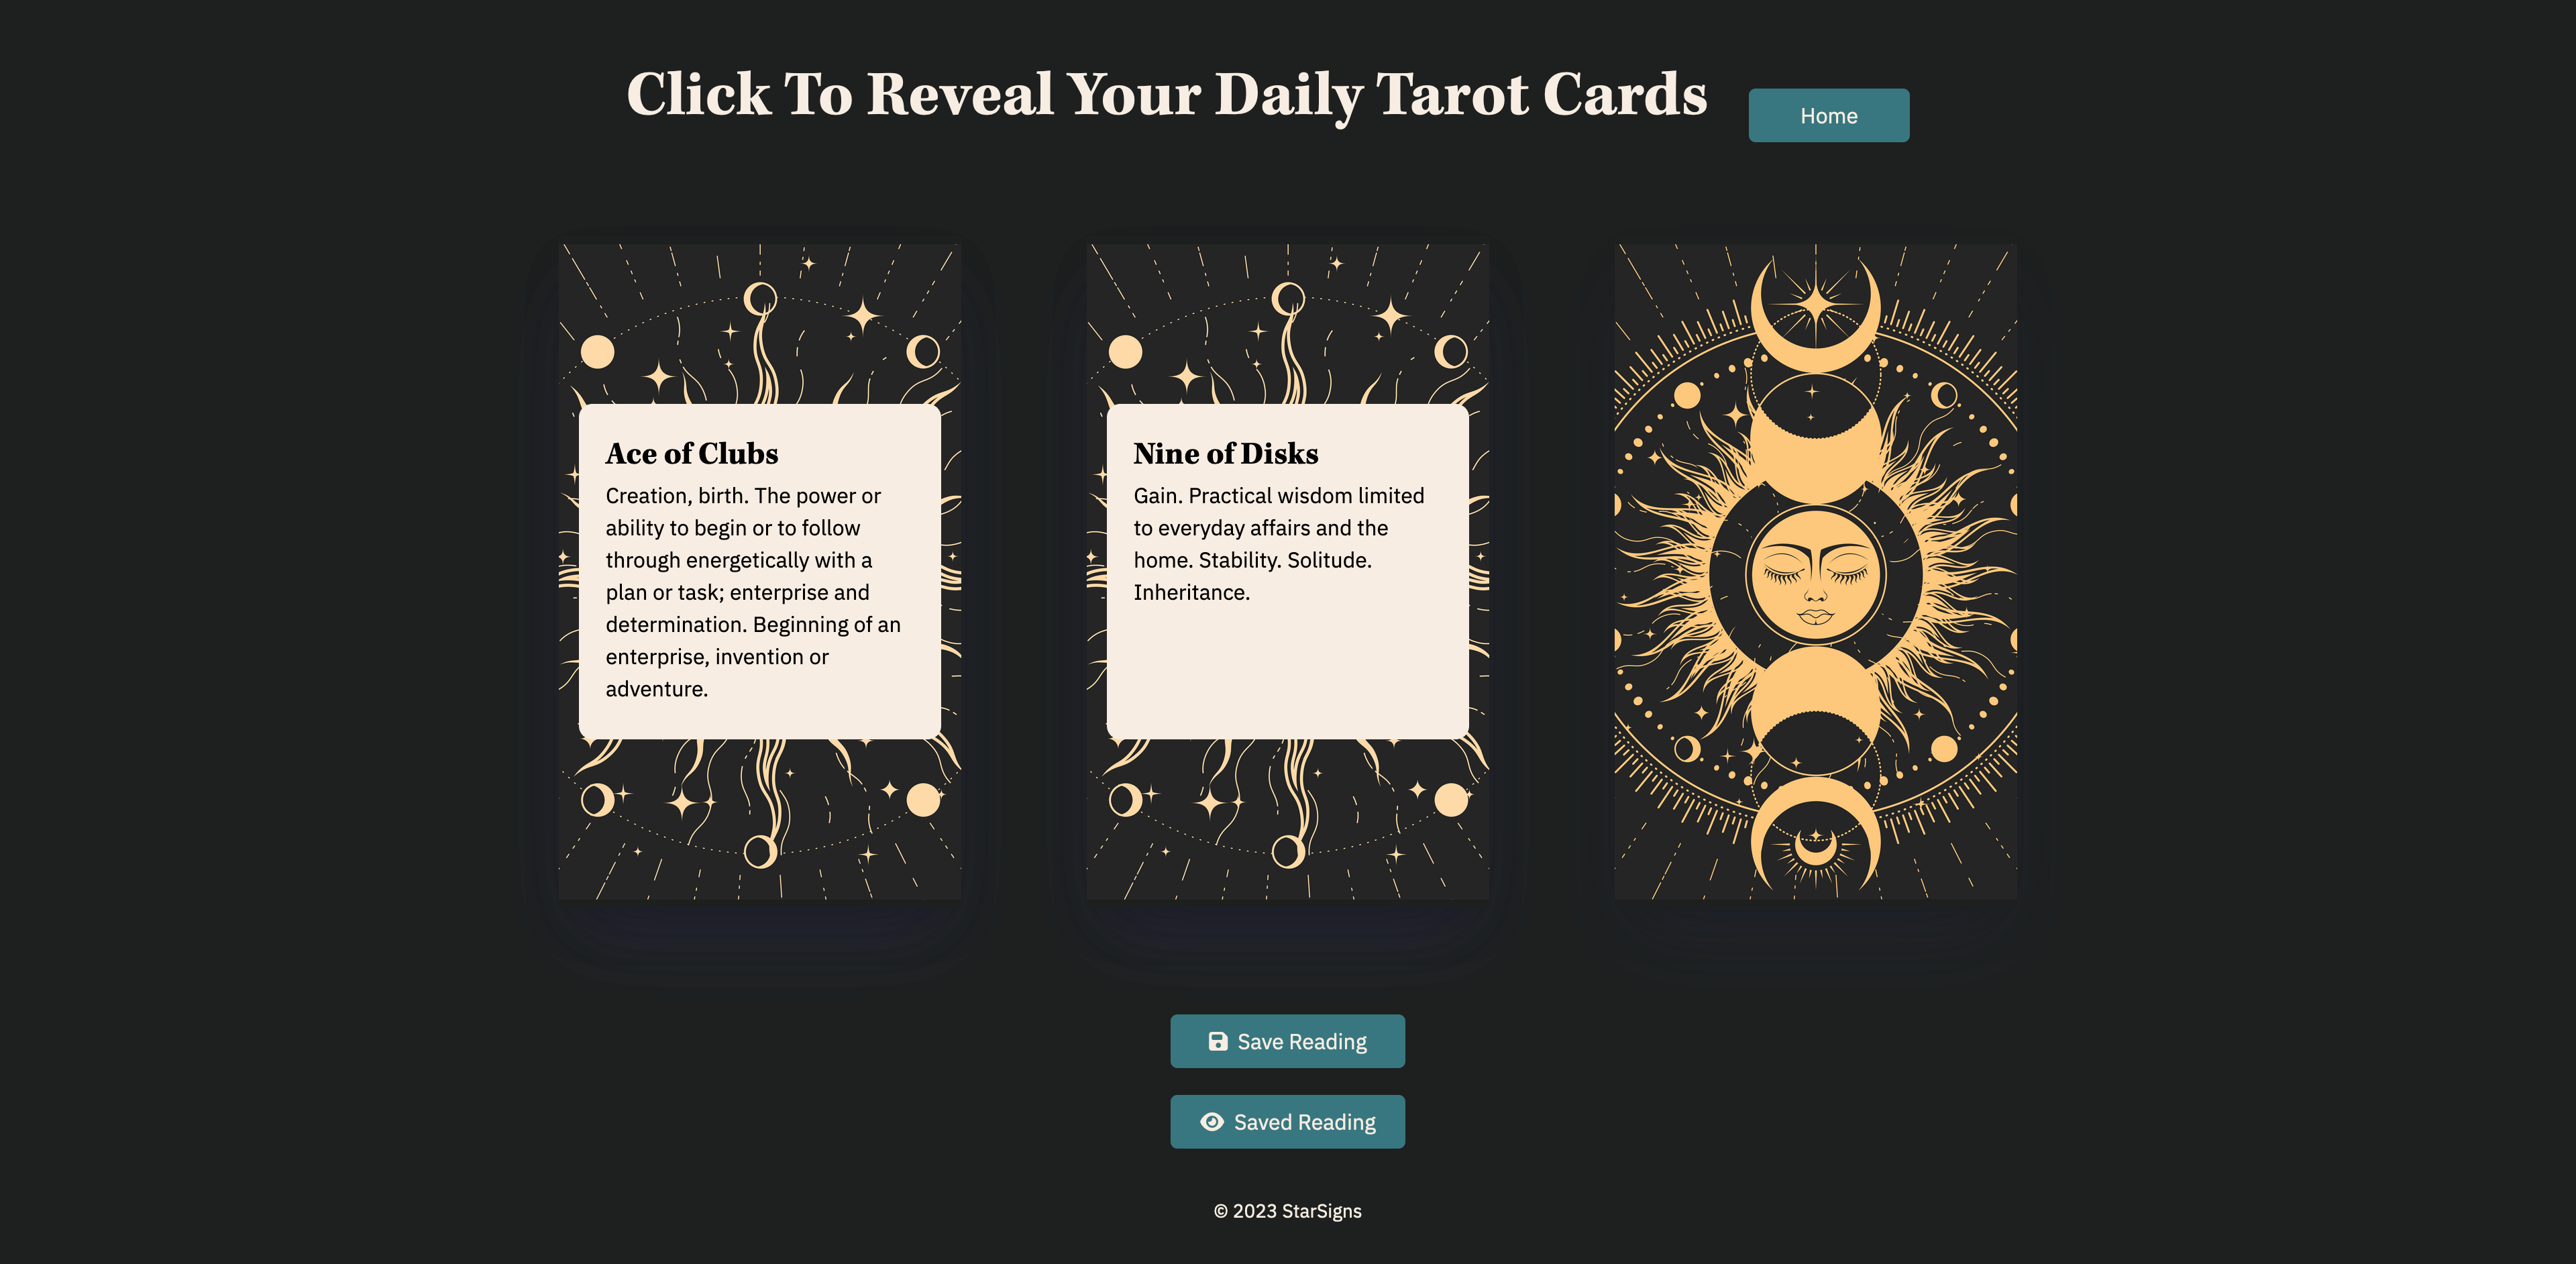 Click To Reveal Your Daily Tarot Cards
Home
Ace of Clubs
Creation, birth. The power or
ability to begin or to follow
through energetically with a
plan or task; enterprise and
determination. Beginning of an
enterprise, invention or
adventure.
Nine of Disks
Gain. Practical wisdom limited
to everyday affairs and the
home. Stability. Solitude.
Inheritance.
Save Reading
Saved Reading
© 2023 StarSigns